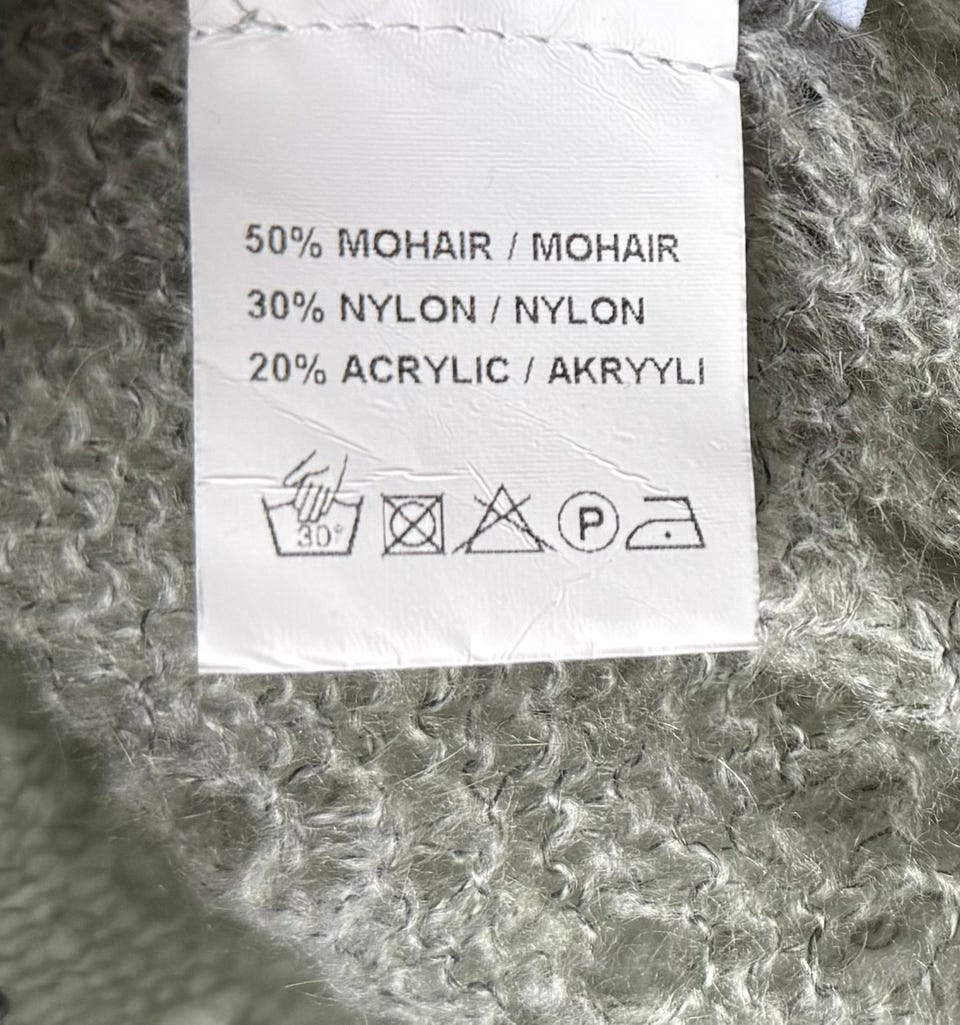 50% MOHAIR / MOHAIR
30% NYLON / NYLON
20% ACRYLIC / AKRYYLI
30° P